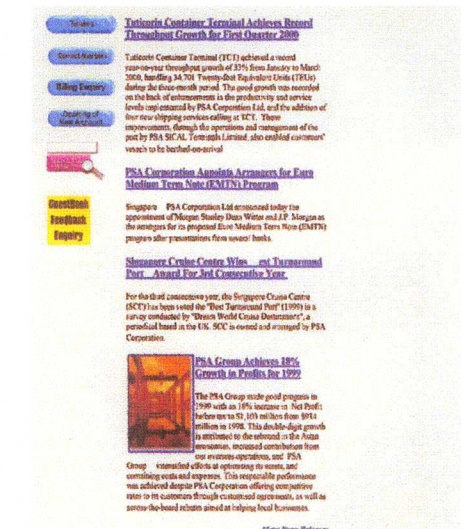 Tenders
Contact Numbers
Billing Enquiry
Opening of
New Account
GuestBook
Feedback
Enquiry
Tuticorin Container Terminal Achieves Record
Throughput Growth for First Quarter 2000
Tuticorin Container Terminal (TCT) achieved a record
year-on-year throughput growth of 33% from January to March
2000, handling 34,701 Twenty-foot Equivalent Units (TEUs)
during the three-month period. The good growth was recorded
on the back of enhancements in the productivity and service
levels implemented by PSA Corporation Ltd, and the addition of
four new shipping services calling at TCT. These
improvements, through the operations and management of the
port by PSA SICAL Terminals Limited, also enabled customers'
vessels to be berthed-on-arrival
PSA Corporation Appoints Arrangers for Euro
Medium Term Note (EMTN) Program
Singapore PSA Corporation Ltd announced today the
appointment of Morgan Stanley Dean Witter and J.P. Morgan as
the arrangers for its proposed Euro Medium Term Note (EMTN)
program after presentations from several banks.
Singapore Cruise Centre Wins est Turnaround
Port Award For 3rd Consecutive Year
For the third consecutive year, the Singapore Cruise Centre
(SCC) has been voted the "Best Turnaround Port" (1999) in a
survey conducted by "Dream World Cruise Destinations", a
periodical based in the UK. SCC is owned and managed by PSA
Corporation.
PSA Group Achieves 18%
Growth in Profits for 1999
The PSA Group made good progress in
1999 with an 18% increase in Net Profit
before tax to $1,103 million from $934
million in 1998. This double-digit growth
is attributed to the rebound in the Asian
economies, increased contribution from
our overseas operations, and PSA
Group intensified efforts at optimising its assets, and
containing costs and expenses. This respectable performance
was achieved despite PSA Corporation offering competitive
rates to its customers through customised agreements, as well as
across-the-board rebates aimed at helping local businesses.